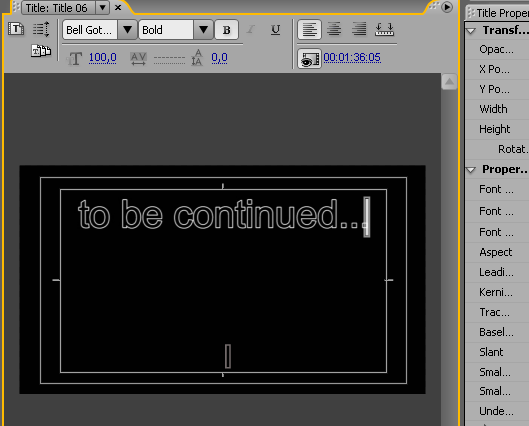 Title: Title 06
Title Proper
Bell Got... Bold B I U
100,0 AV 0,0 00:01:36:05
to be continued...
Transf...
Opac...
X Po...
Y Po...
Width
Height
Rotat...
Proper...
Font ...
Font ...
Font ...
Aspect
Leadi...
Kerni...
Trac...
Basel...
Slant
Smal...
Smal...
Unde...